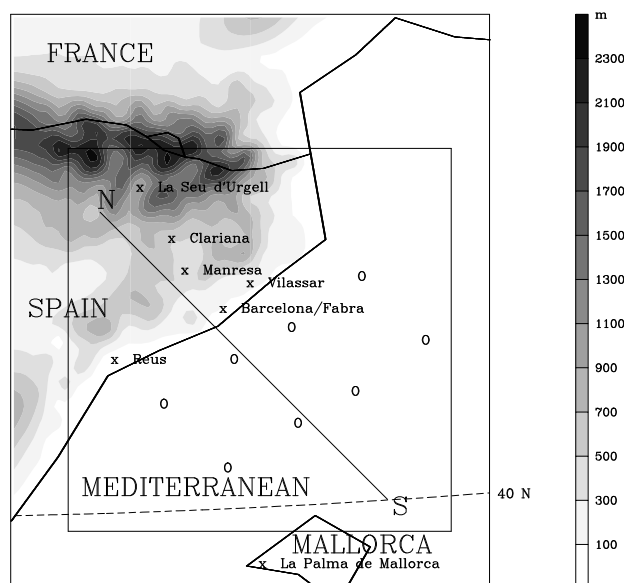 m
FRANCE
2300
2100
1900
1700
1500
1300
1100
900
700
500
300
100
x La Seu d'Urgell
N
x Clariana
x Manresa
x Vilassar
SPAIN
x Barcelona/Fabra
x Reus
O
O
O
O
O
O
O
O
MEDITERRANEAN
S
40 N
MALLORCA
x La Palma de Mallorca